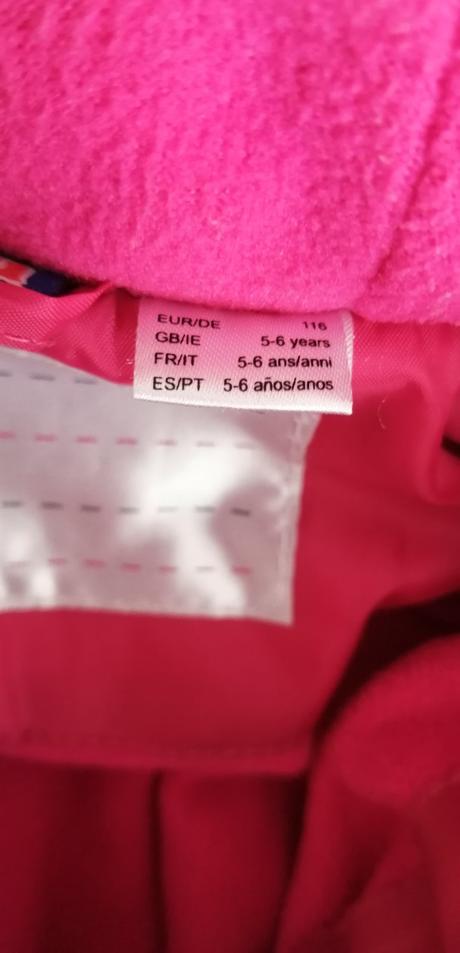 EUR/DE 116
GB/IE 5-6 years
FR/IT 5-6 ans/anni
ES/PT 5-6 años/anos